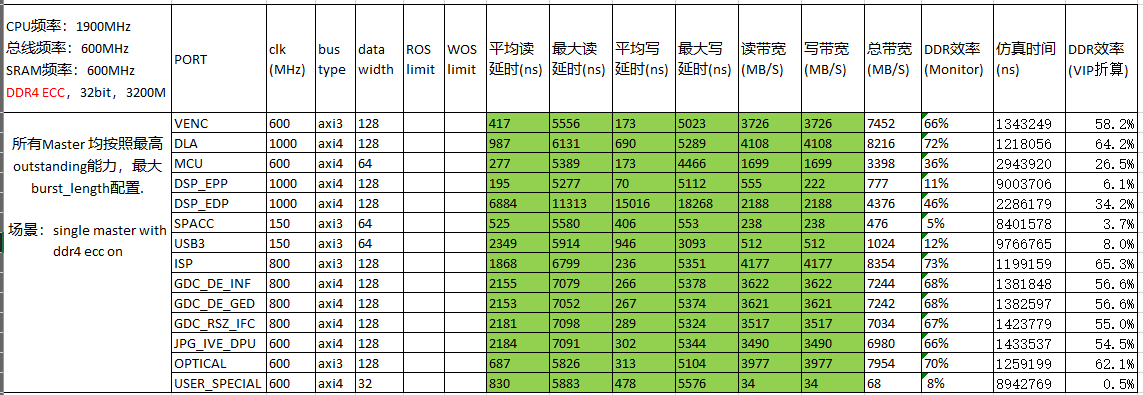 CPU频率：1900MHz
总线频率：600MHz
SRAM频率：600MHz
DDR4 ECC，32bit，3200M
PORT
clk
(MHz)
bus
type
data
width
ROS
limit
WOS
limit
平均读
延时(ns)
最大读
延时(ns)
平均写
延时(ns)
最大写
延时(ns)
读带宽
(MB/S)
写带宽
(MB/S)
总带宽
(MB/S)
DDR效率
(Monitor)
仿真时间
(ns)
DDR效率
(VIP折算)
所有Master 均按照最高
outstanding能力，最大
burst_length配置.
场景：single master with
ddr4 ecc on
VENC 600 axi3 128 417 5556 173 5023 3726 3726 7452 66% 1343249 58.2%
DLA 1000 axi4 128 987 6131 690 5289 4108 4108 8216 72% 1218056 64.2%
MCU 600 axi4 64 277 5389 173 4466 1699 1699 3398 36% 2943920 26.5%
DSP_EPP 1000 axi4 128 195 5277 70 5112 555 222 777 11% 9003706 6.1%
DSP_EDP 1000 axi4 128 6884 11313 15016 18268 2188 2188 4376 46% 2286179 34.2%
SPACC 150 axi3 64 525 5580 406 553 238 238 476 5% 8401578 3.7%
USB3 150 axi3 64 2349 5914 946 3093 512 512 1024 12% 9766765 8.0%
ISP 800 axi3 128 1868 6799 236 5351 4177 4177 8354 73% 1199159 65.3%
GDC_DE_INF 800 axi4 128 2155 7079 266 5378 3622 3622 7244 68% 1381848 56.6%
GDC_DE_GED 800 axi4 128 2153 7052 267 5374 3621 3621 7242 68% 1382597 56.6%
GDC_RSZ_IFC 800 axi4 128 2181 7098 289 5324 3517 3517 7034 67% 1423779 55.0%
JPG_IVE_DPU 600 axi4 128 2184 7091 302 5344 3490 3490 6980 66% 1433537 54.5%
OPTICAL 600 axi3 128 687 5826 313 5104 3977 3977 7954 70% 1259199 62.1%
USER_SPECIAL 600 axi4 32 830 5883 478 5576 34 34 68 8% 8942769 0.5%